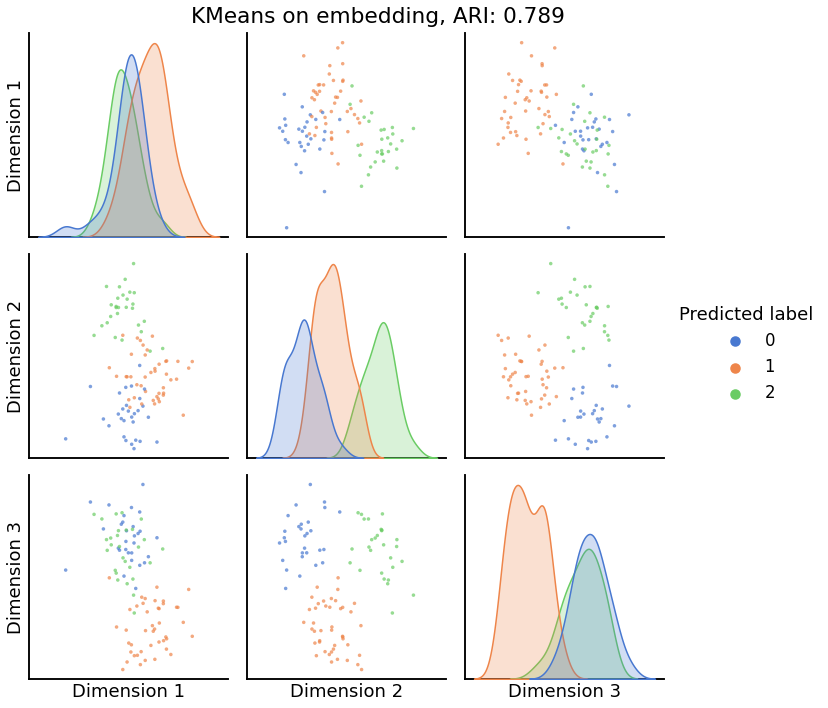 KMeans on embedding, ARI: 0.789
Dimension 1
Dimension 2
Predicted label
0
1
2
Dimension 3
Dimension 1
Dimension 2
Dimension 3